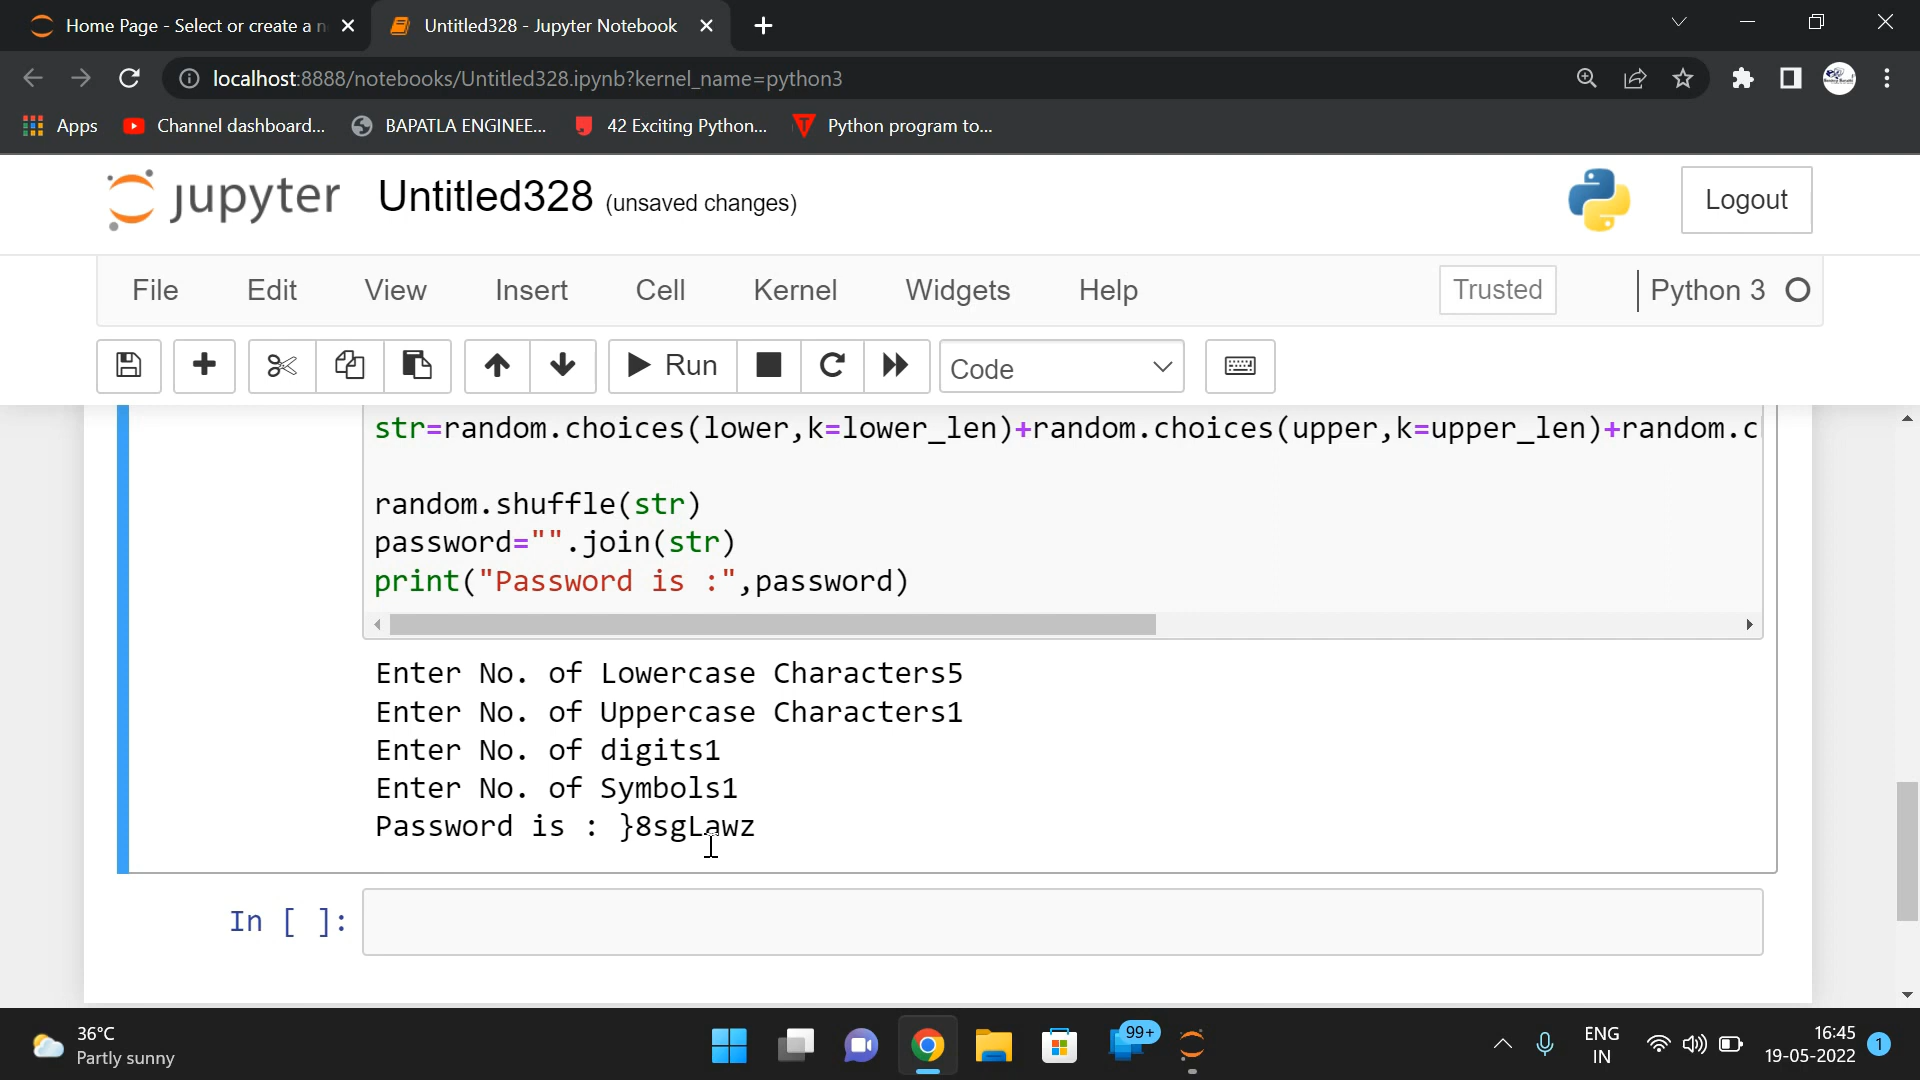 Home Page - Select or create a n
Untitled328 - Jupyter Notebook
localhost:8888/notebooks/Untitled328.ipynb?kernel_name=python3
Apps
Channel dashboard...
BAPATLA ENGINEE...
42 Exciting Python...
Python program to...
jupyter Untitled328 (unsaved changes)
Logout
File Edit View Insert Cell Kernel Widgets Help
Trusted
Python 3
Run
Code
str=random.choices(lower,k=lower_len)+random.choices(upper,k=upper_len)+random.c
random.shuffle(str)
password="".join(str)
print("Password is :",password)
Enter No. of Lowercase Characters5
Enter No. of Uppercase Characters1
Enter No. of digits1
Enter No. of Symbols1
Password is : }8sgLawz
In [ ]:
36°C
Partly sunny
99+
ENG
IN
16:45
19-05-2022
1